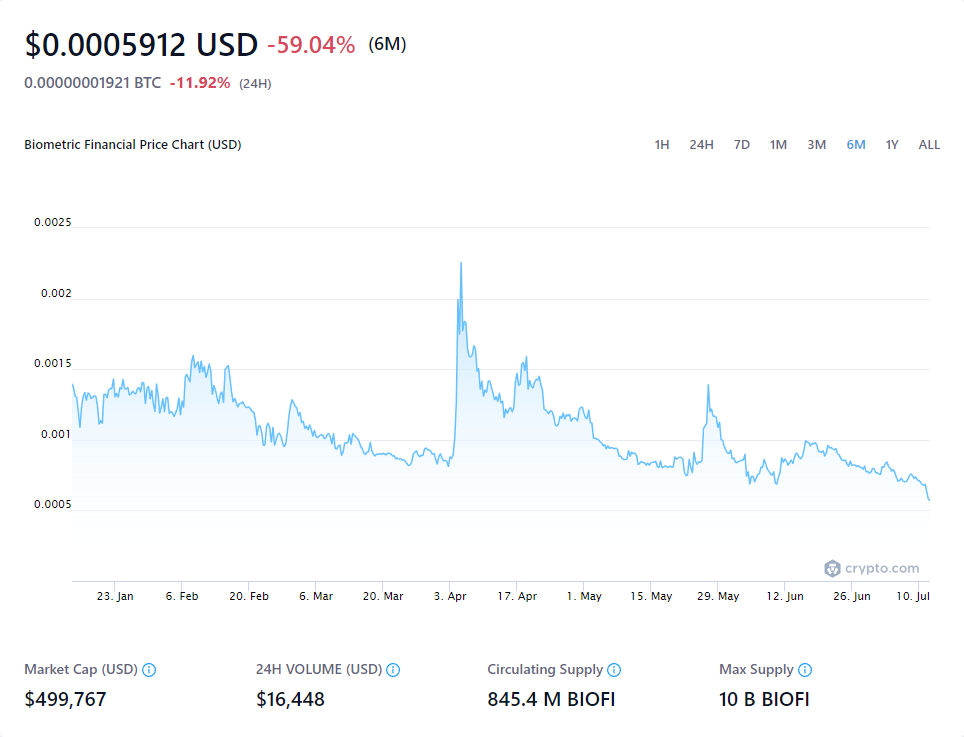 $0.0005912 USD -59.04% (6M)
0.00000001921 BTC -11.92% (24H)
Biometric Financial Price Chart (USD) 1H 24H 7D 1M 3M 6M 1Y ALL
0.0025
0.002
0.0015
0.001
0.0005
crypto.com
23. Jan 6. Feb 20. Feb 6. Mar 20. Mar 3. Apr 17. Apr 1. May 15. May 29. May 12. Jun 26. Jun 10. Jul
Market Cap (USD) 24H VOLUME (USD) Circulating Supply Max Supply
$499,767 $16,448 845.4 M BIOFI 10 B BIOFI